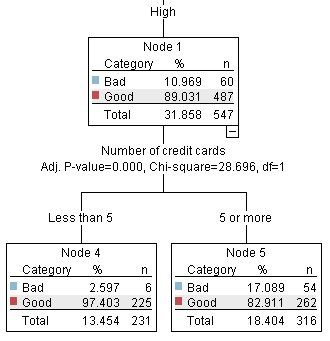 High
Node 1
Category % n
Bad 10.969 60
Good 89.031 487
Total 31.858 547
Number of credit cards
Adj. P-value=0.000, Chi-square=28.696, df=1
Less than 5 5 or more
Node 4 Node 5
Category % n Category % n
Bad 2.597 6 Bad 17.089 54
Good 97.403 225 Good 82.911 262
Total 13.454 231 Total 18.404 316